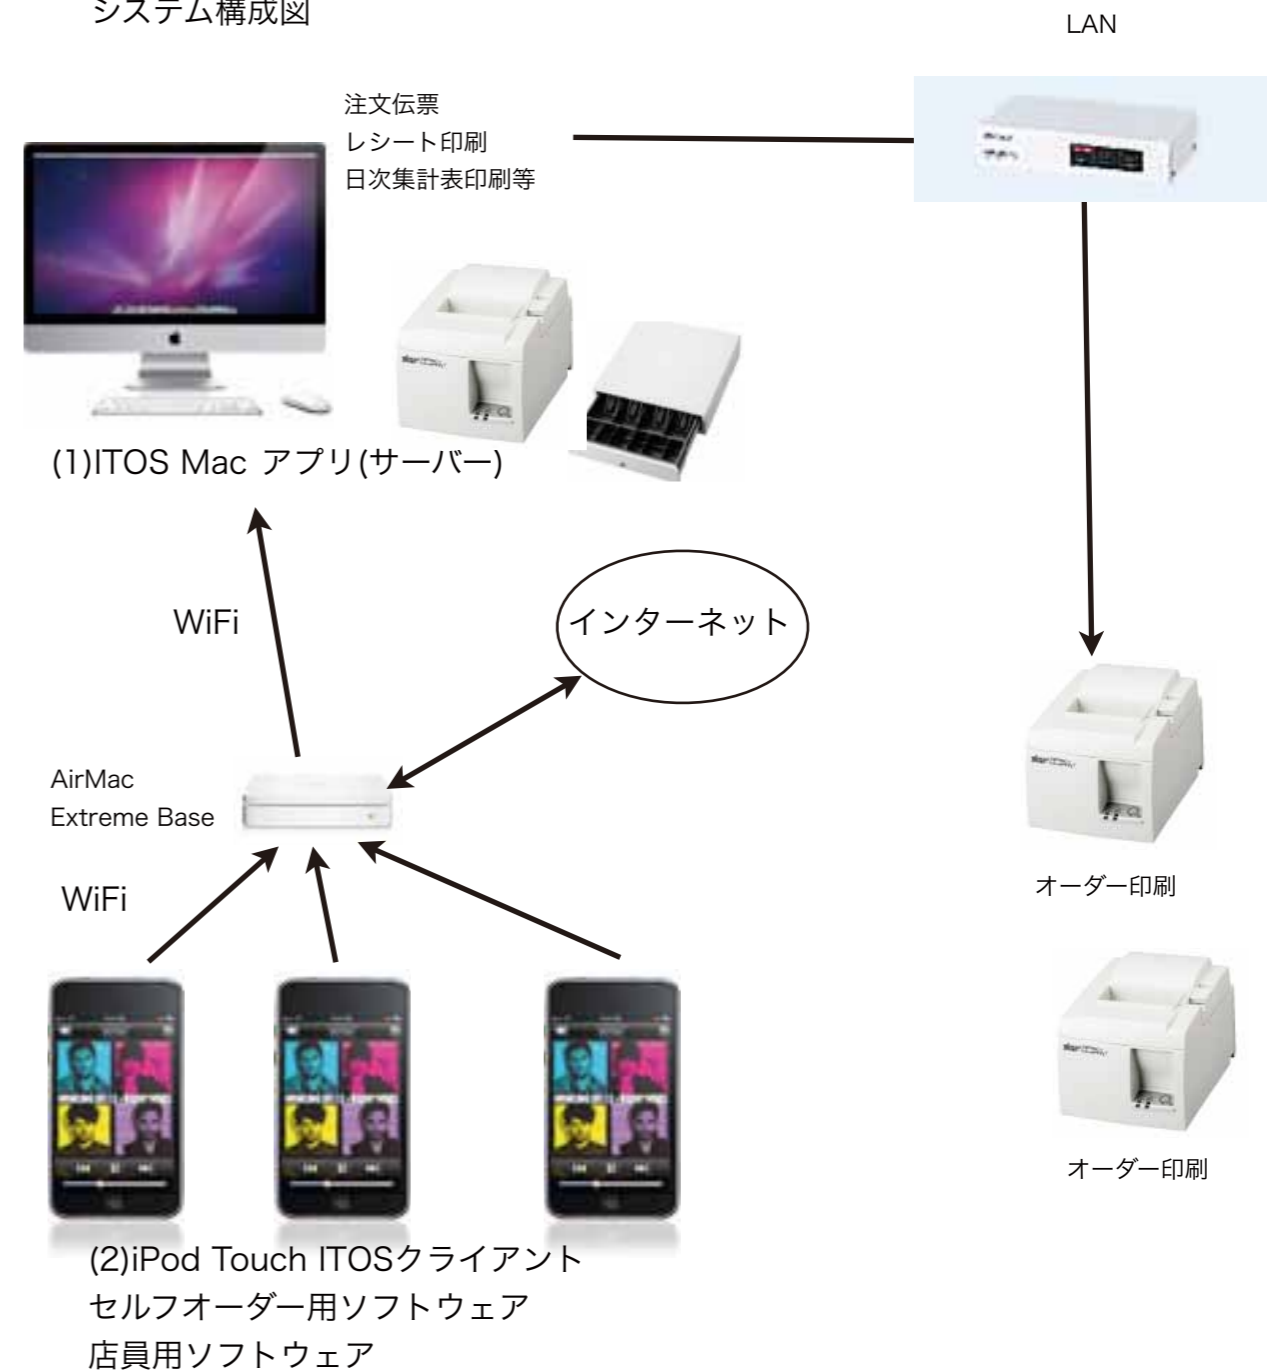 システム構成図
LAN
注文伝票
レシート印刷
日次集計表印刷等
(1)ITOS Mac アプリ(サーバー)
WiFi
インターネット
AirMac
Extreme Base
WiFi
オーダー印刷
オーダー印刷
(2)iPod Touch ITOSクライアント
セルフオーダー用ソフトウェア
店員用ソフトウェア